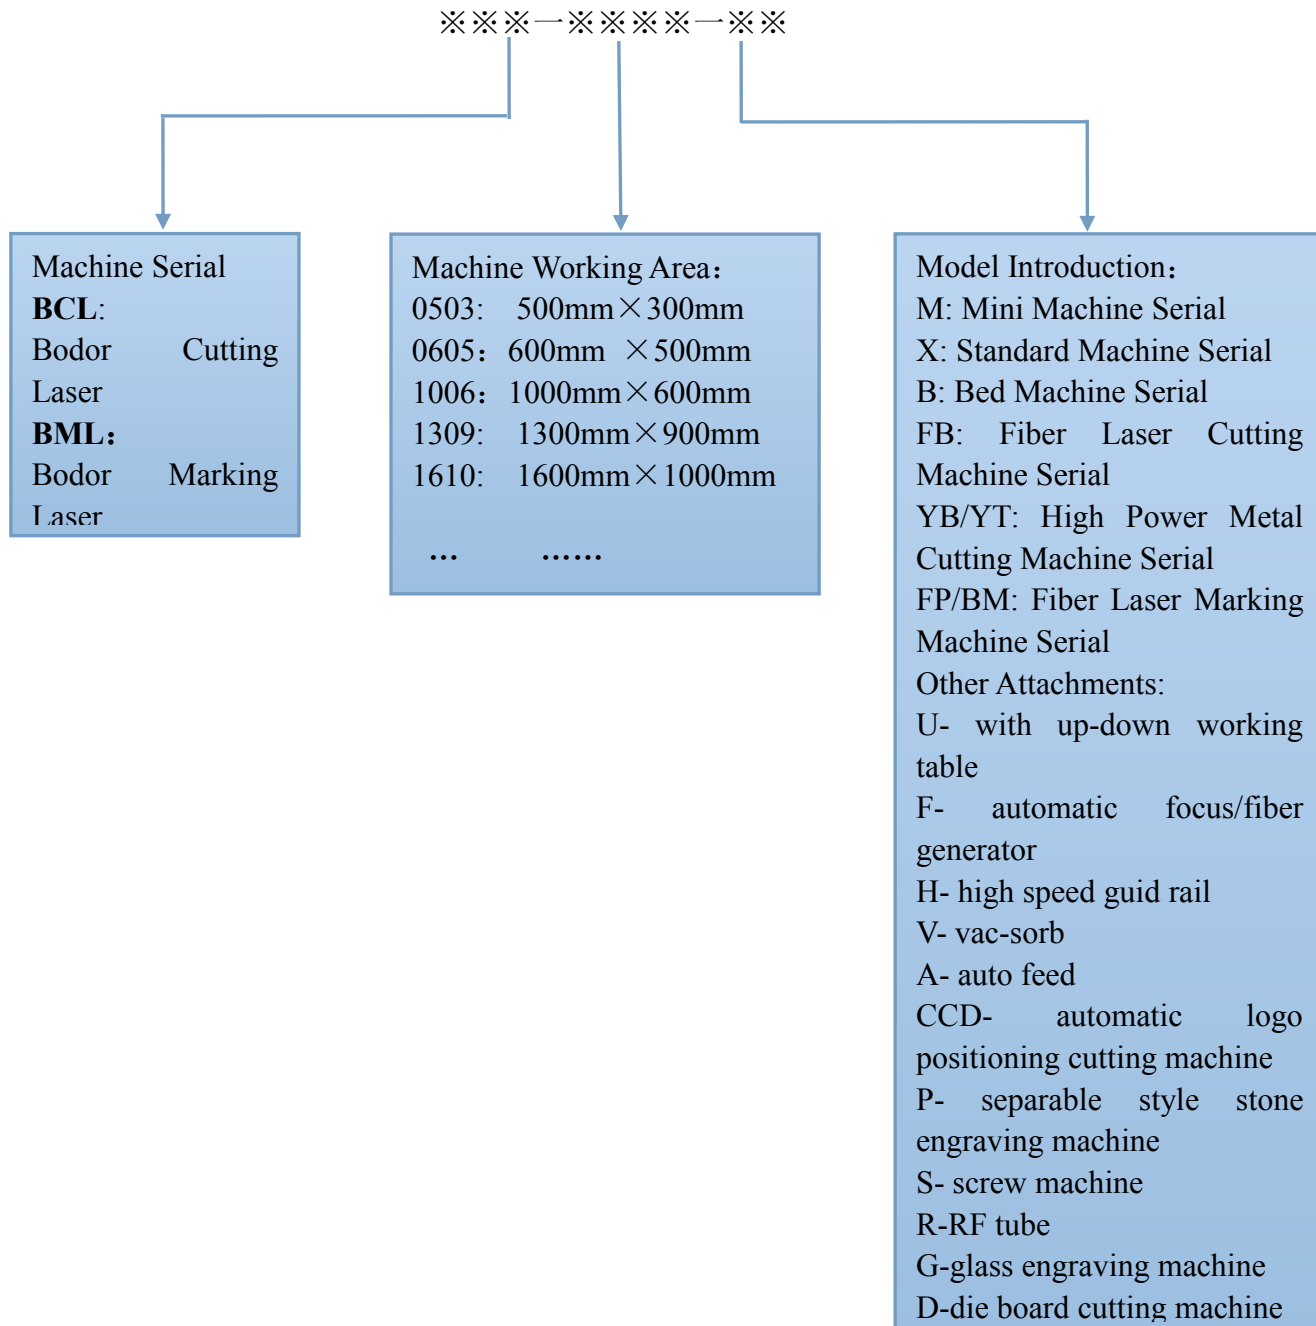 ※※※一※※※※一※※
Machine Serial
BCL:
Bodor Cutting
Laser
BML：
Bodor Marking
Laser
Machine Working Area：
0503: 500mm×300mm
0605：600mm ×500mm
1006：1000mm×600mm
1309: 1300mm×900mm
1610: 1600mm×1000mm
... ......
Model Introduction：
M: Mini Machine Serial
X: Standard Machine Serial
B: Bed Machine Serial
FB: Fiber Laser Cutting
Machine Serial
YB/YT: High Power Metal
Cutting Machine Serial
FP/BM: Fiber Laser Marking
Machine Serial
Other Attachments:
U- with up-down working
table
F- automatic focus/fiber
generator
H- high speed guid rail
V- vac-sorb
A- auto feed
CCD- automatic logo
positioning cutting machine
P- separable style stone
engraving machine
S- screw machine
R-RF tube
G-glass engraving machine
D-die board cutting machine